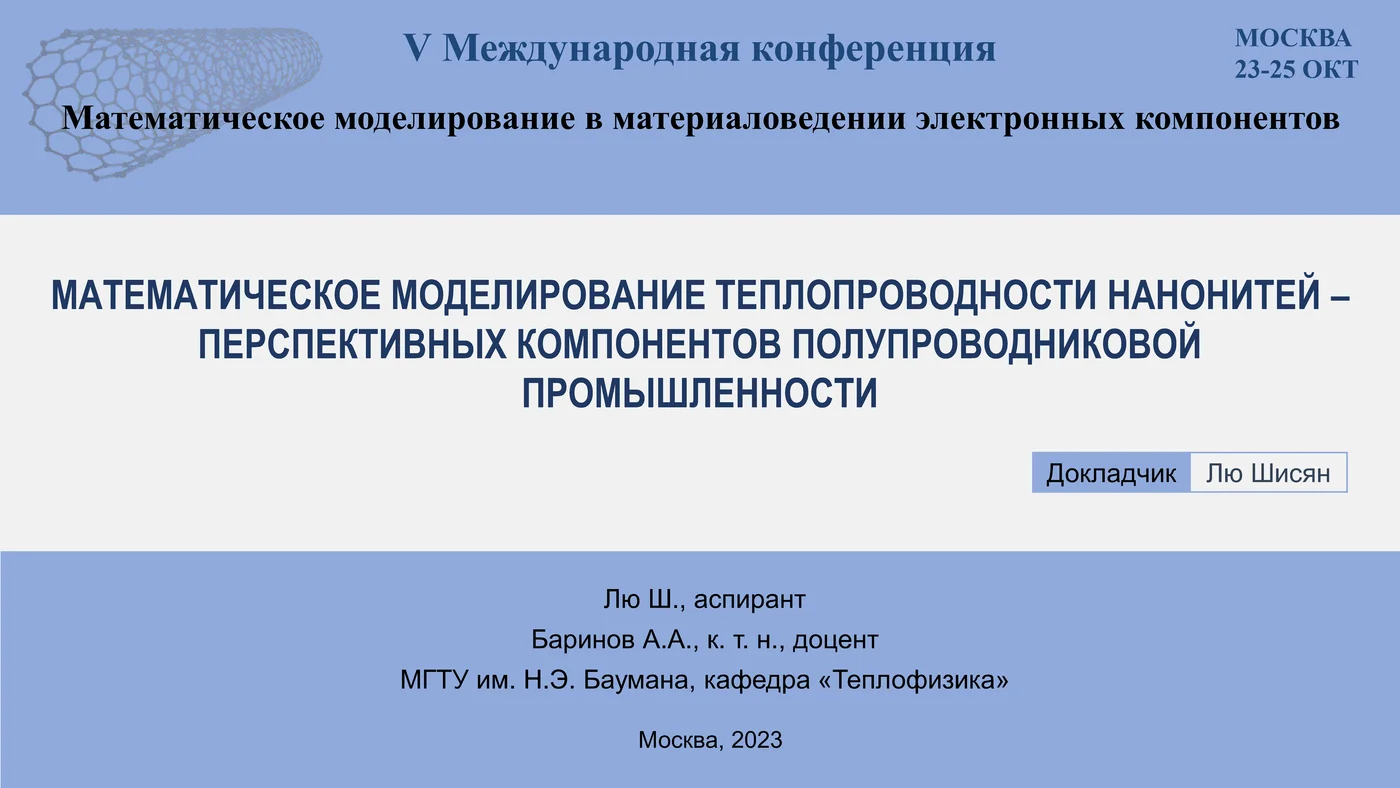 V Международная конференция
МОСКВА
23-25 ОКТ
Математическое моделирование в материаловедении электронных компонентов
МАТЕМАТИЧЕСКОЕ МОДЕЛИРОВАНИЕ ТЕПЛОПРОВОДНОСТИ НАНОНИТЕЙ –
ПЕРСПЕКТИВНЫХ КОМПОНЕНТОВ ПОЛУПРОВОДНИКОВОЙ
ПРОМЫШЛЕННОСТИ
Докладчик Лю Шисян
Лю Ш., аспирант
Баринов А.А., к. т. н., доцент
МГТУ им. Н.Э. Баумана, кафедра «Теплофизика»
Москва, 2023